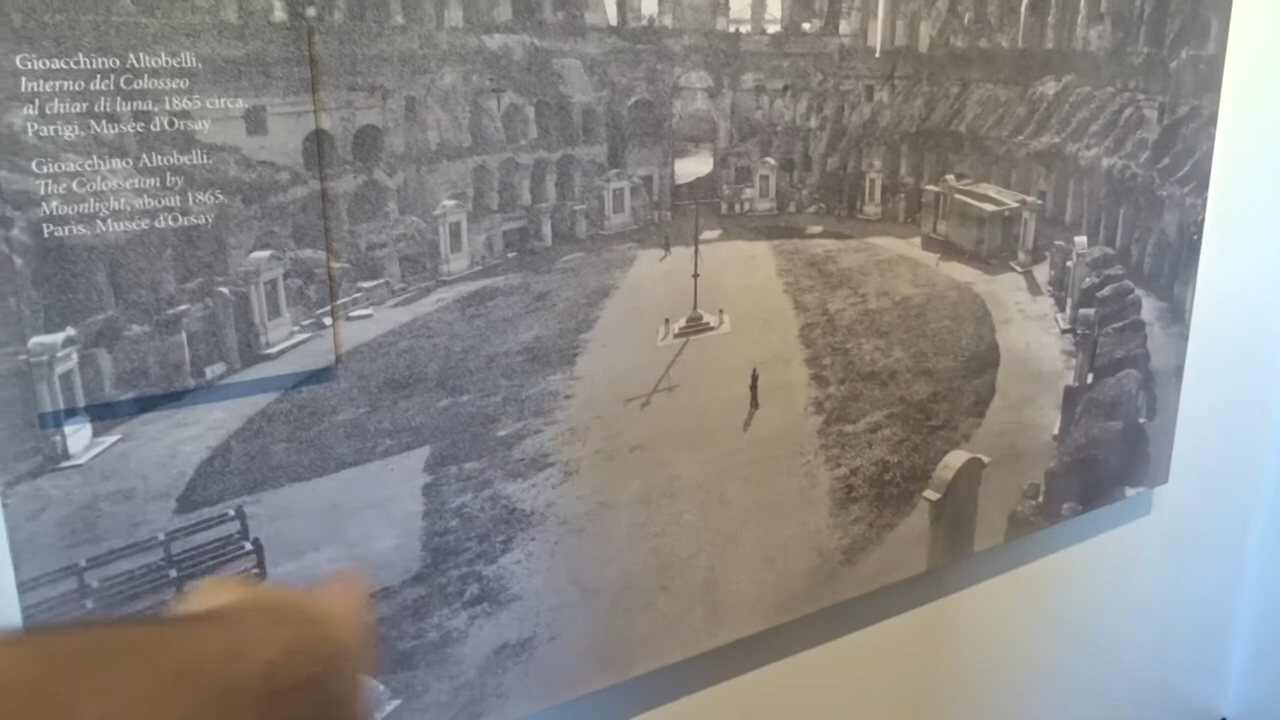 Gioacchino Altobelli,
Interno del Colosseo
al chiar di luna, 1865 circa.
Parigi, Musée d'Orsay
Gioacchino Altobelli.
The Colosseum by
Moonlight, about 1865.
Paris, Musée d'Orsay